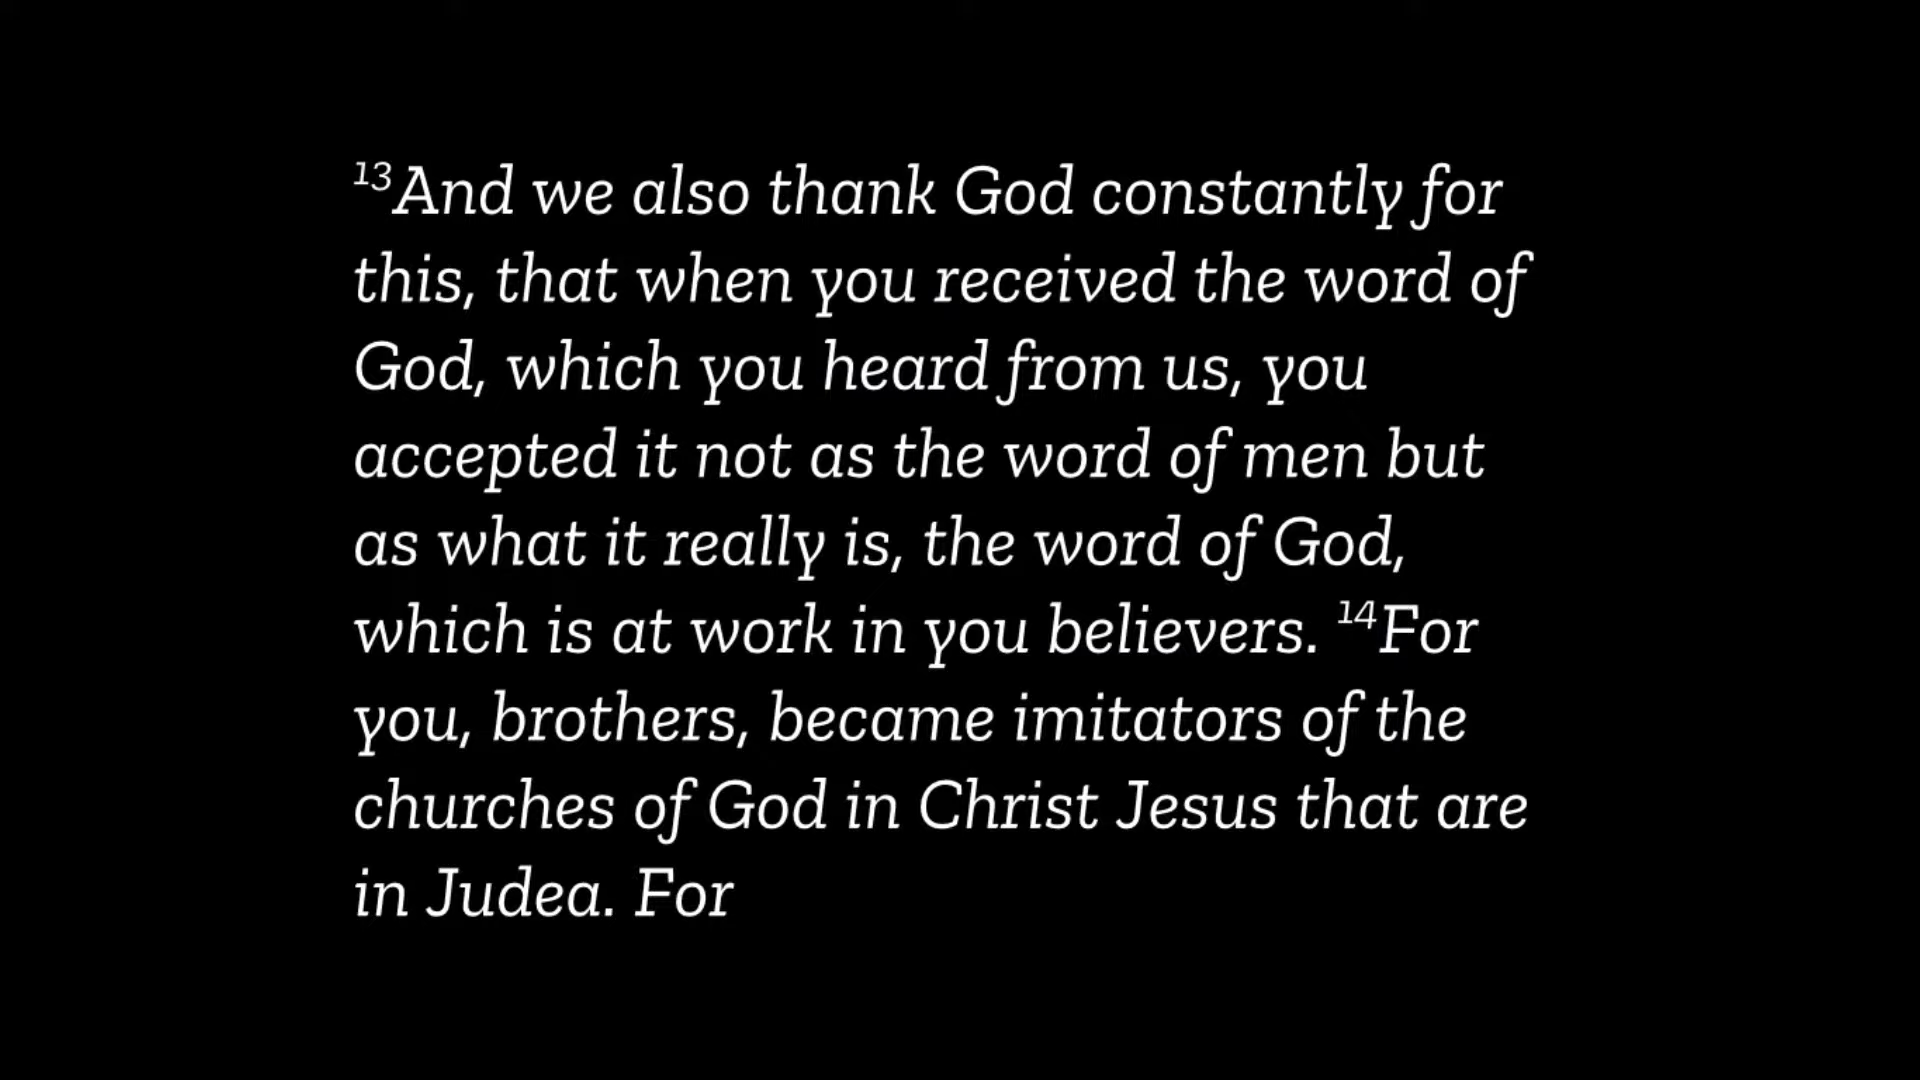 ¹³And we also thank God constantly for
this, that when you received the word of
God, which you heard from us, you
accepted it not as the word of men but
as what it really is, the word of God,
which is at work in you believers. ¹⁴For
you, brothers, became imitators of the
churches of God in Christ Jesus that are
in Judea. For